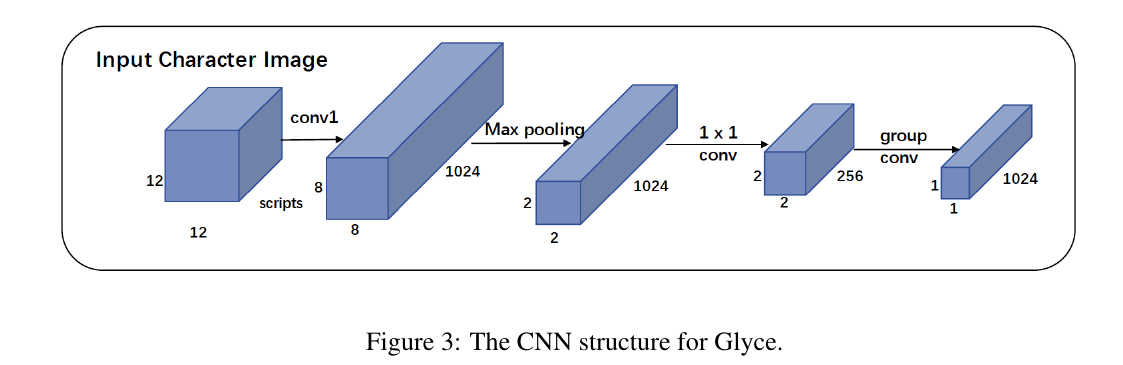 Input Character Image
12
12
scripts
conv1
8
8
1024
Max pooling
2
2
1024
1 x 1
conv
2
2
256
group
conv
1
1
1024
Figure 3: The CNN structure for Glyce.